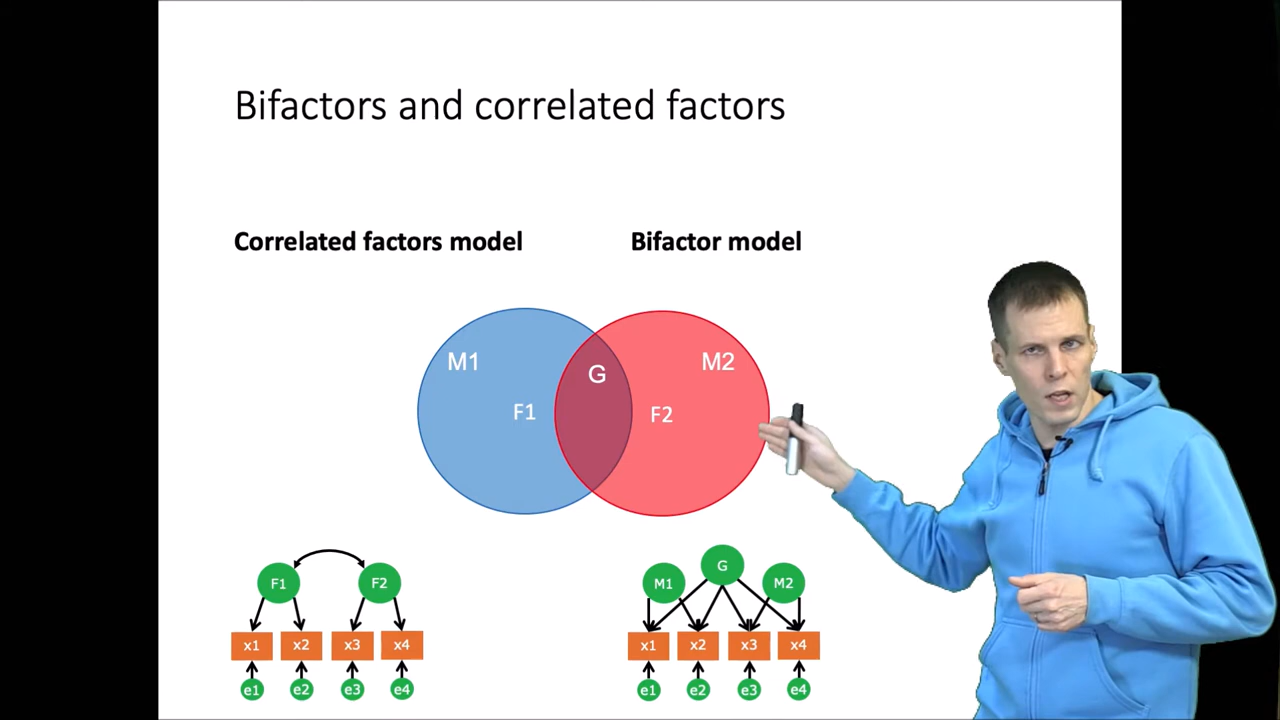 Bifactors and correlated factors
Correlated factors model
Bifactor model
M1
G
M2
F1
F2
F1
F2
x1
x2
x3
x4
e1
e2
e3
e4
M1
G
M2
x1
x2
x3
x4
e1
e2
e3
e4